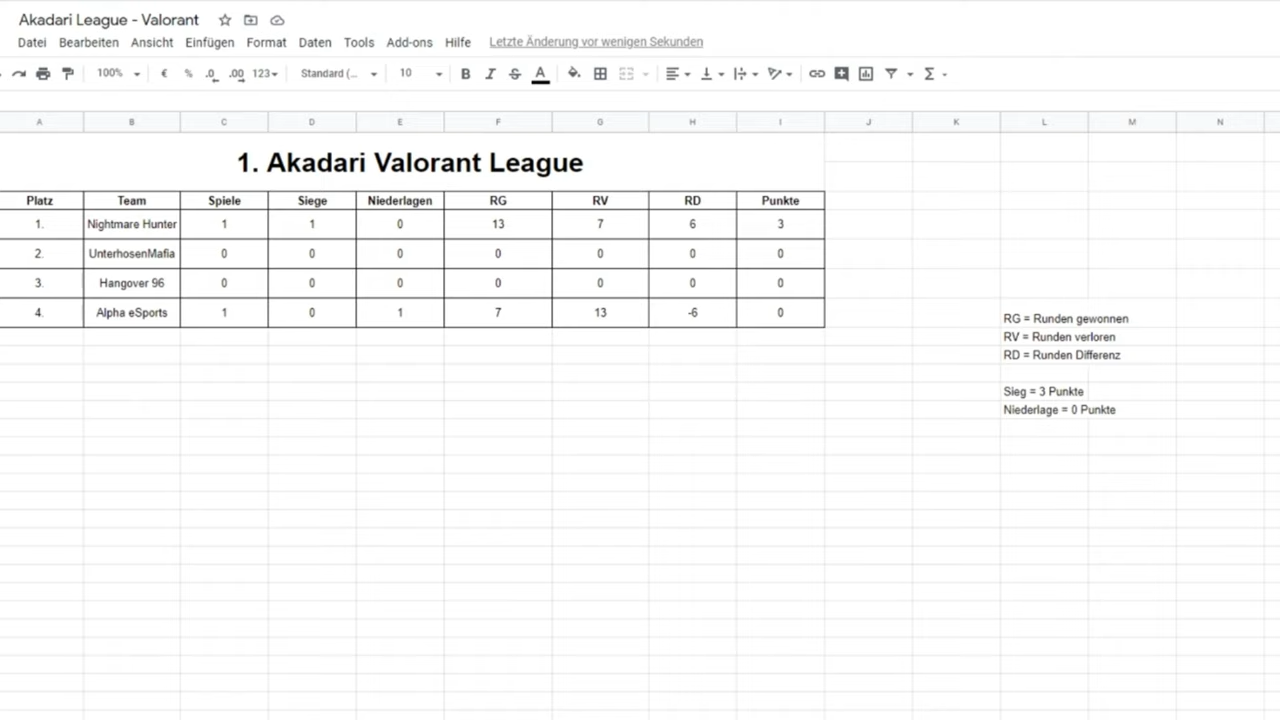 Akadari League - Valorant
Datei Bearbeiten Ansicht Einfügen Format Daten Tools Add-ons Hilfe Letzte Änderung vor wenigen Sekunden
100% € % .0 .00 123 Standard (... 10 B I S A Σ
A B C D E F G H I J K L M N
1. Akadari Valorant League
Platz Team Spiele Siege Niederlagen RG RV RD Punkte
1. Nightmare Hunter 1 1 0 13 7 6 3
2. UnterhosenMafia 0 0 0 0 0 0 0
3. Hangover 96 0 0 0 0 0 0 0
4. Alpha eSports 1 0 1 7 13 -6 0
RG = Runden gewonnen
RV = Runden verloren
RD = Runden Differenz
Sieg = 3 Punkte
Niederlage = 0 Punkte